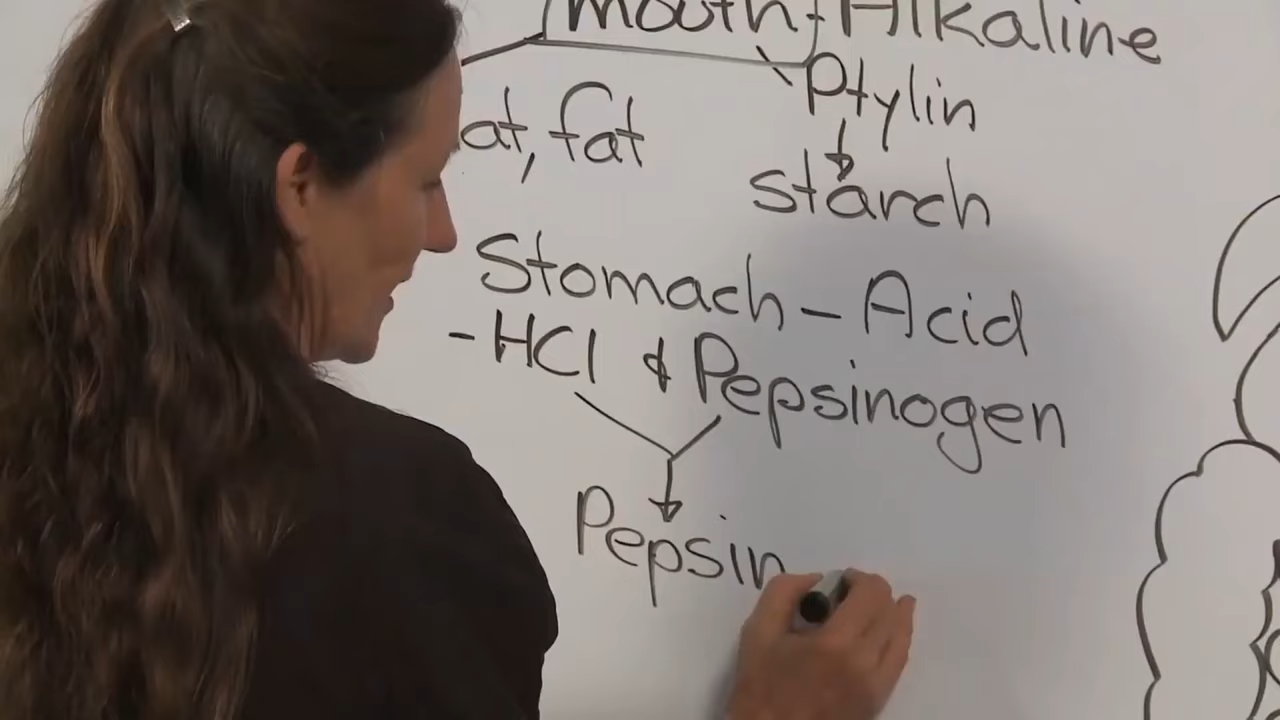 mouth - Alkaline
Ptylin
at, fat
starch
Stomach - Acid
- HCl & Pepsinogen
Pepsin